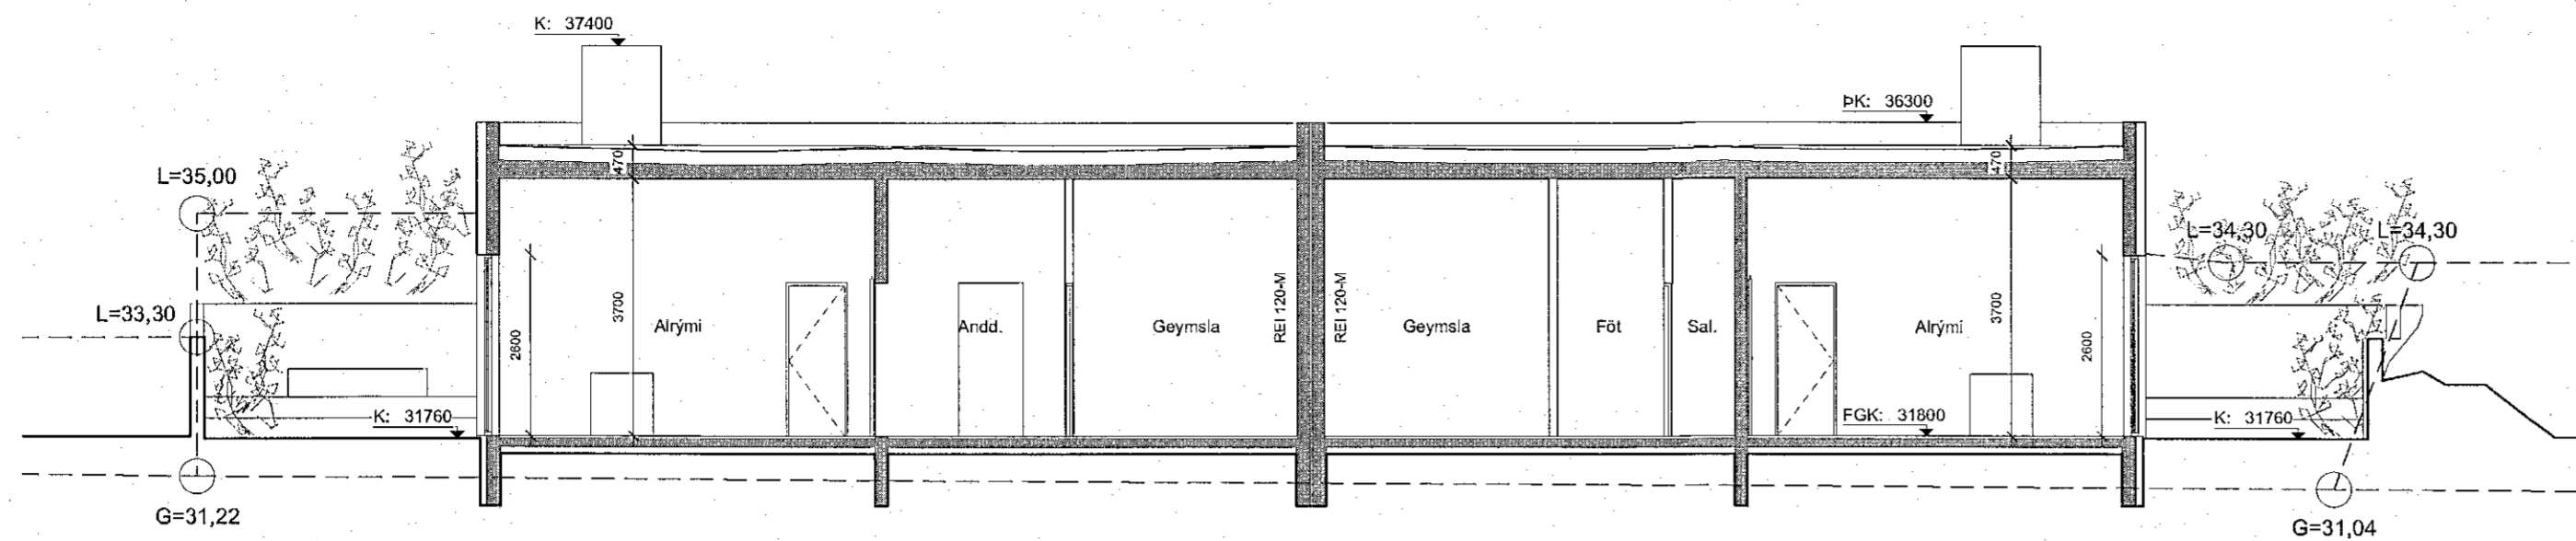 K: 37400
ÞK: 36300
470
470
L=35,00
L=34,30
L=34,30
L=33,30
2600
3700
Alrými
Andd.
Geymsla
REI 120-M
REI 120-M
Geymsla
Föt
Sal.
Alrými
3700
2600
K: 31760
FGK: 31800
K: 31760
G=31,22
G=31,04